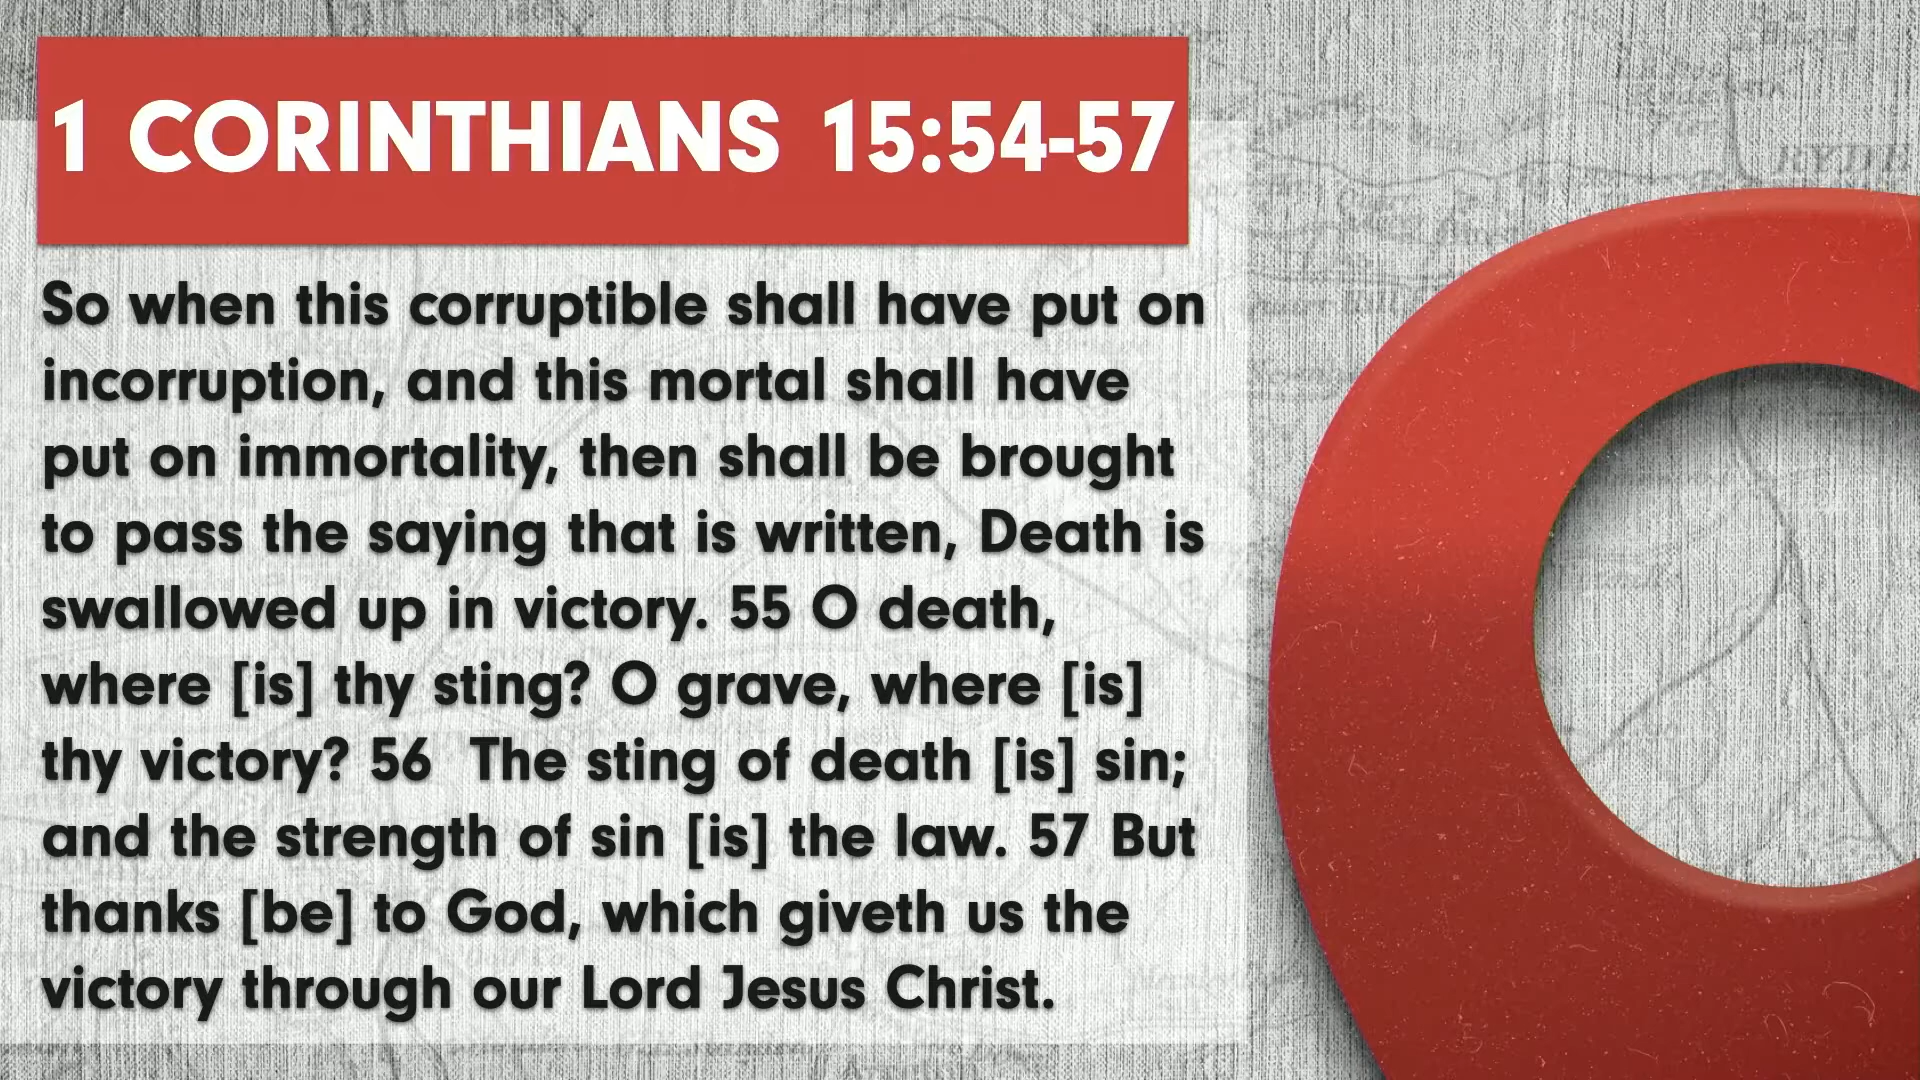 1 CORINTHIANS 15:54-57
So when this corruptible shall have put on
incorruption, and this mortal shall have
put on immortality, then shall be brought
to pass the saying that is written, Death is
swallowed up in victory. 55 O death,
where [is] thy sting? O grave, where [is]
thy victory? 56 The sting of death [is] sin;
and the strength of sin [is] the law. 57 But
thanks [be] to God, which giveth us the
victory through our Lord Jesus Christ.